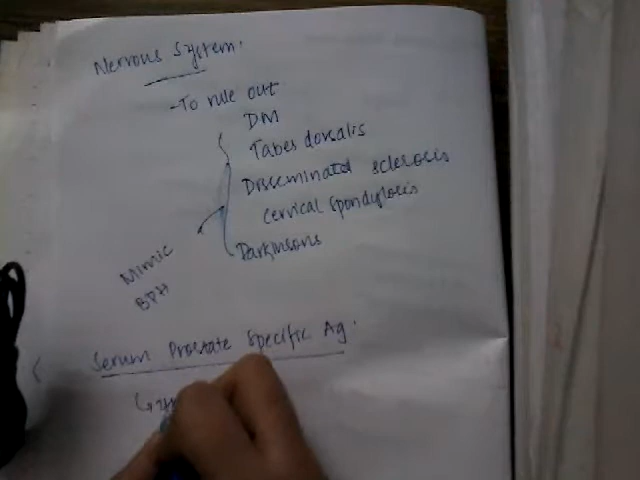 Nervous System.
- To rule out
DM
Tabes dorsalis
Disseminated sclerosis
Cervical Spondylosis
Parkinsons
Mimic
BPH
Serum Prostate Specific Ag.